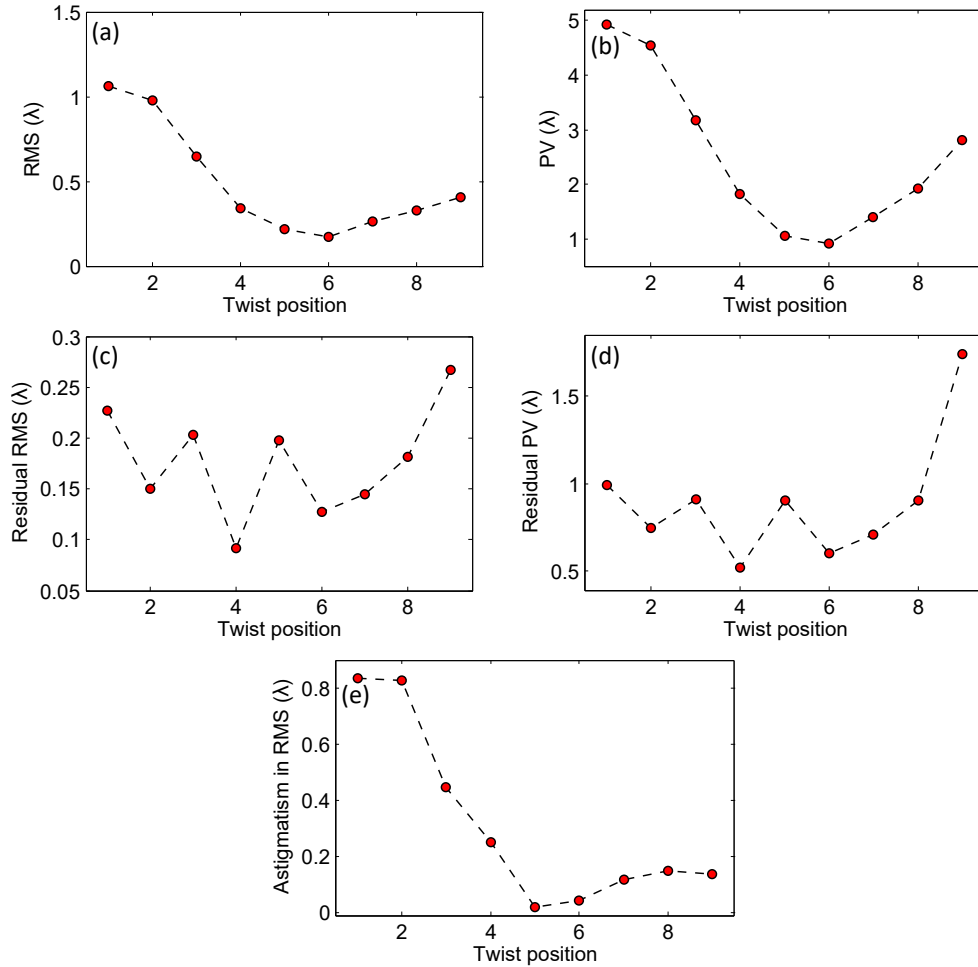 (a)
RMS (λ)
1.5
1
0.5
0
2 4 6 8
Twist position
(b)
PV (λ)
5
4
3
2
1
2 4 6 8
Twist position
(c)
Residual RMS (λ)
0.3
0.25
0.2
0.15
0.1
0.05
2 4 6 8
Twist position
(d)
Residual PV (λ)
1.5
1
0.5
2 4 6 8
Twist position
(e)
Astigmatism in RMS (λ)
0.8
0.6
0.4
0.2
0
2 4 6 8
Twist position